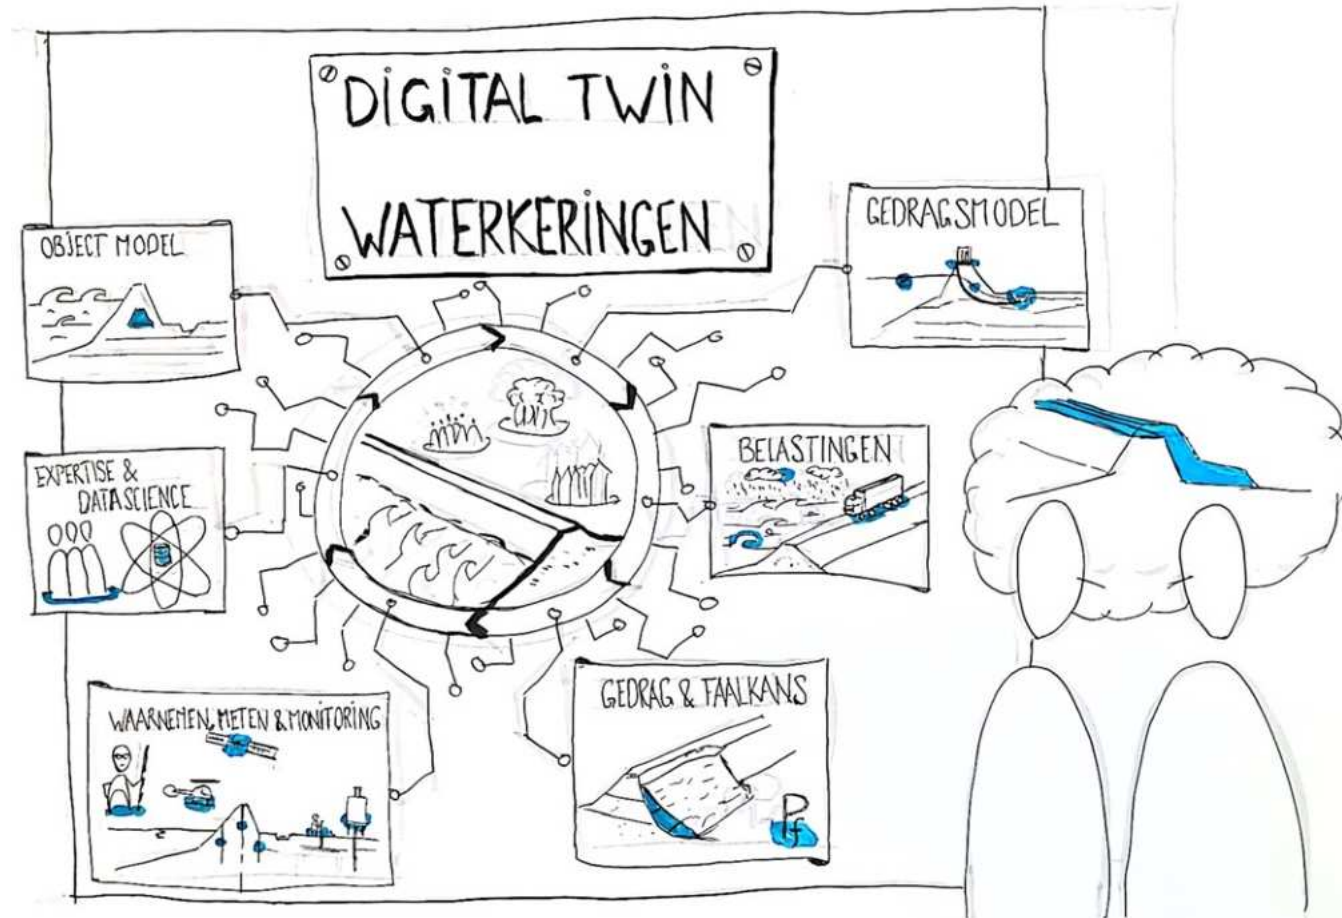 DIGITAL TWIN
WATERKERINGEN
OBJECT MODEL
GEDRAGSMODEL
EXPERTISE &
DATASCIENCE
BELASTINGEN
WAARNEMEN, METEN & MONITORING
GEDRAG & FAALKANS
Pf